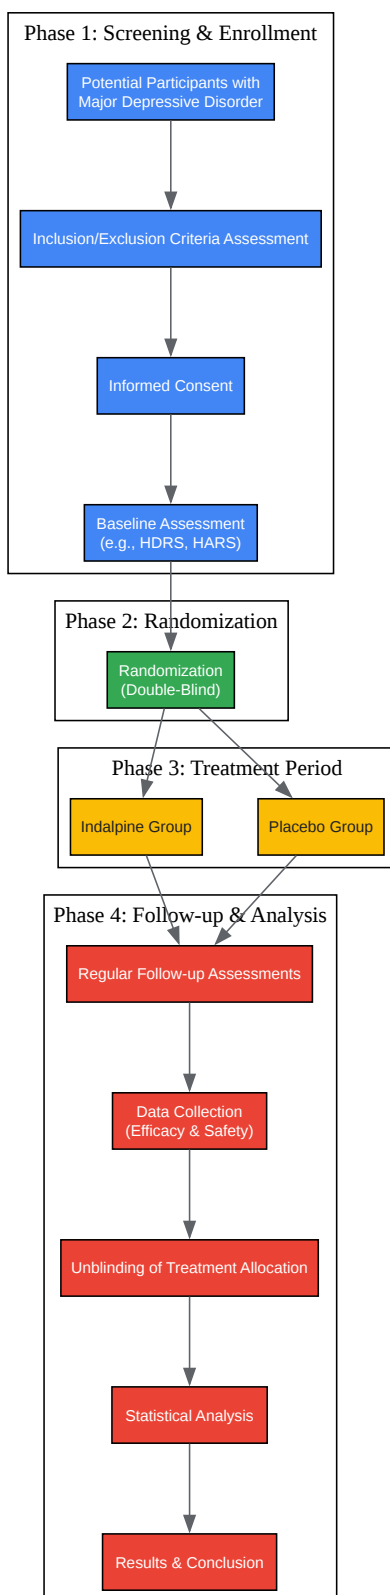 Phase 1: Screening & Enrollment
Potential Participants with
Major Depressive Disorder
Inclusion/Exclusion Criteria Assessment
Informed Consent
Baseline Assessment
(e.g., HDRS, HARS)
Phase 2: Randomization
Randomization
(Double-Blind)
Phase 3: Treatment Period
Indalpine Group
Placebo Group
Phase 4: Follow-up & Analysis
Regular Follow-up Assessments
Data Collection
(Efficacy & Safety)
Unblinding of Treatment Allocation
Statistical Analysis
Results & Conclusion